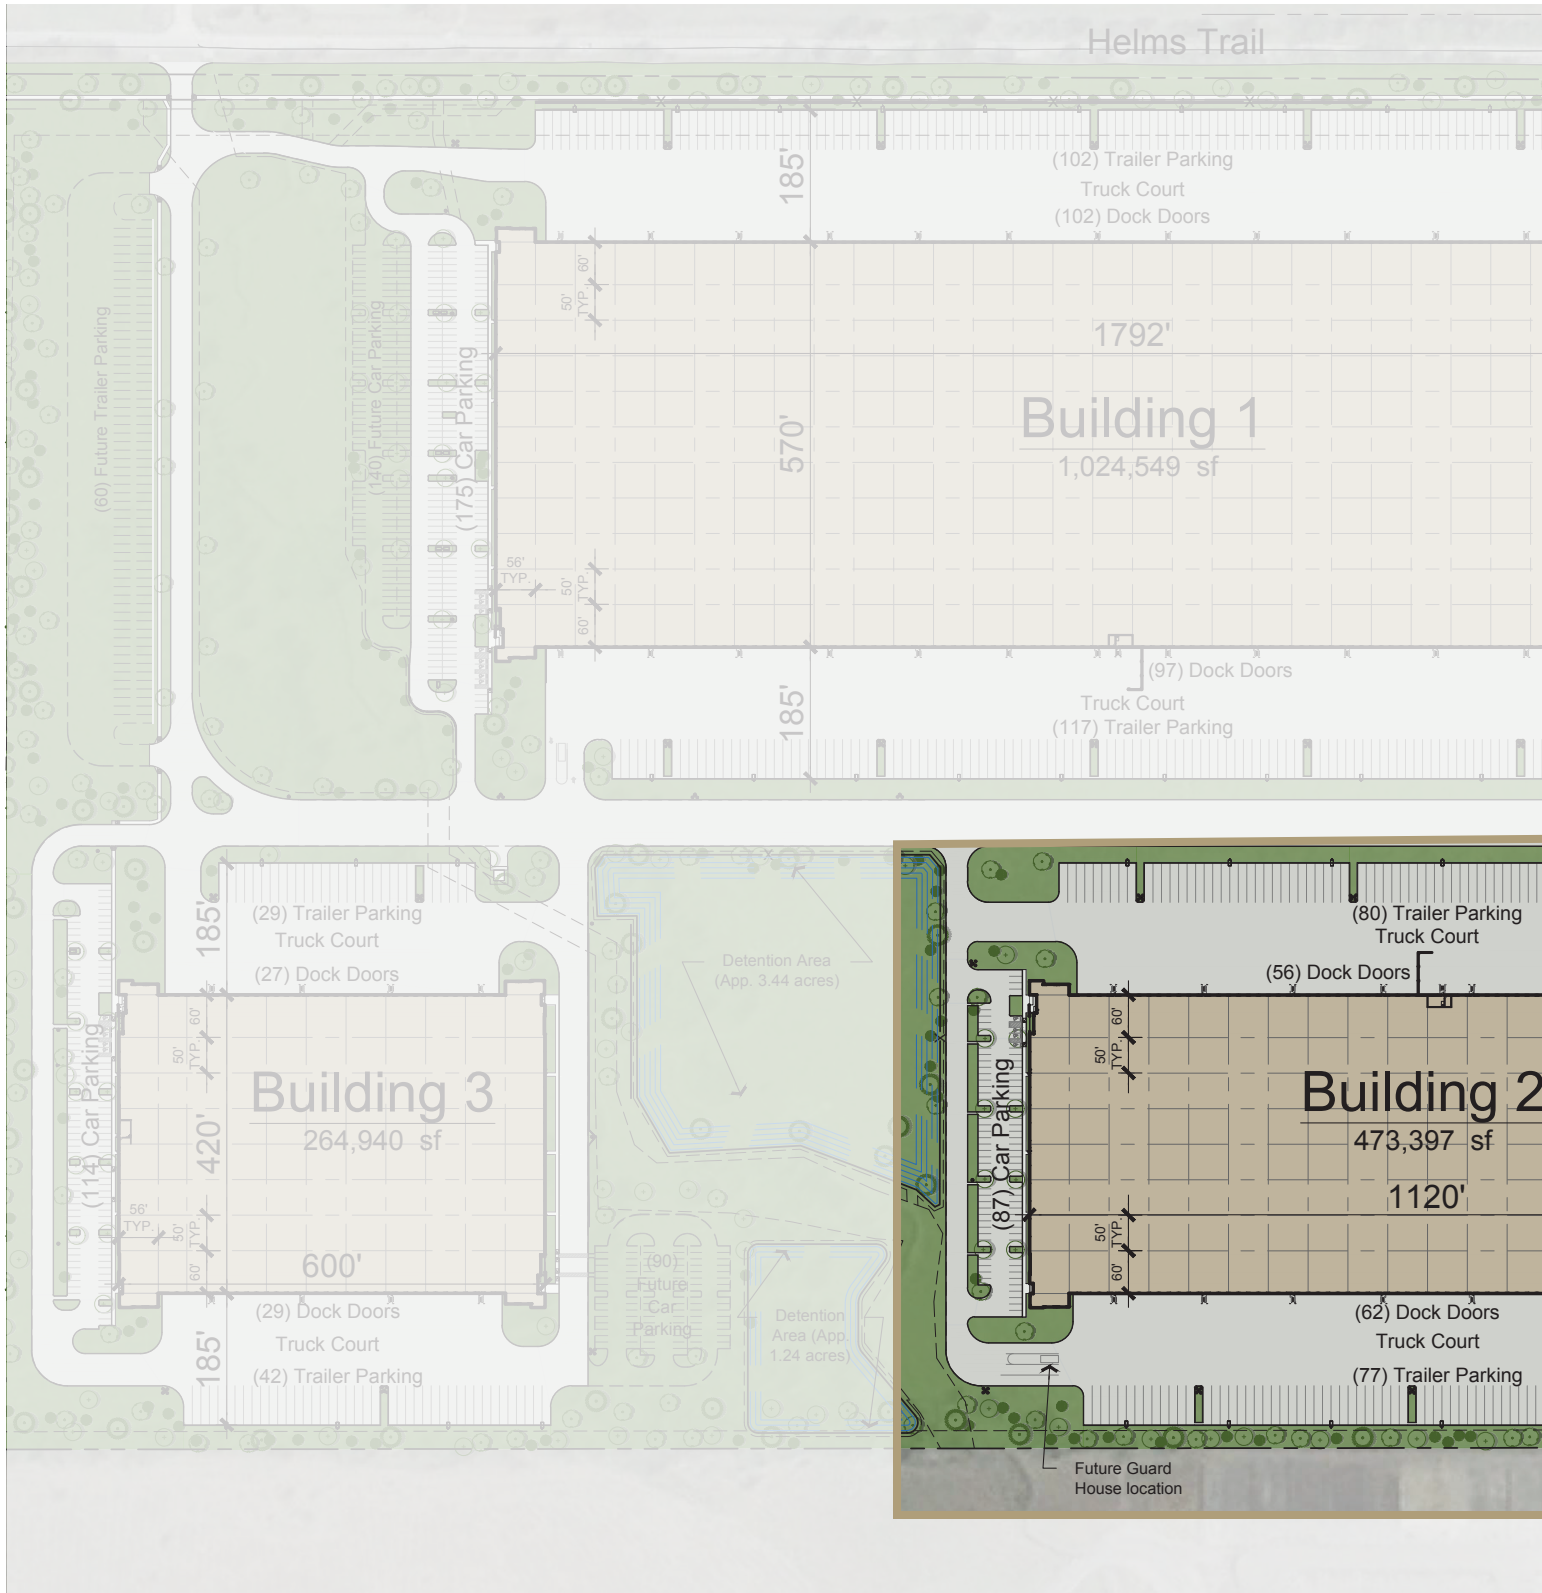 Helms Trail
185'
(102) Trailer Parking
Truck Court
(102) Dock Doors
60'
50'
TYP.
1792'
(60) Future Trailer Parking
(140) Future Car Parking
(175) Car Parking
570'
Building 1
1,024,549 sf
56'
TYP.
50'
TYP.
60'
(97) Dock Doors
185'
Truck Court
(117) Trailer Parking
185'
(29) Trailer Parking
Truck Court
(27) Dock Doors
60'
50'
TYP.
(114) Car Parking
Building 3
264,940 sf
420'
56'
TYP.
50'
TYP.
60'
600'
(29) Dock Doors
Truck Court
185'
(42) Trailer Parking
Detention Area
(App. 3.44 acres)
(90)
Future
Car
Parking
Detention
Area (App.
1.24 acres)
(80) Trailer Parking
Truck Court
(56) Dock Doors
60'
50'
TYP.
(87) Car Parking
Building 2
473,397 sf
1120'
50'
TYP.
60'
(62) Dock Doors
Truck Court
(77) Trailer Parking
Future Guard
House location